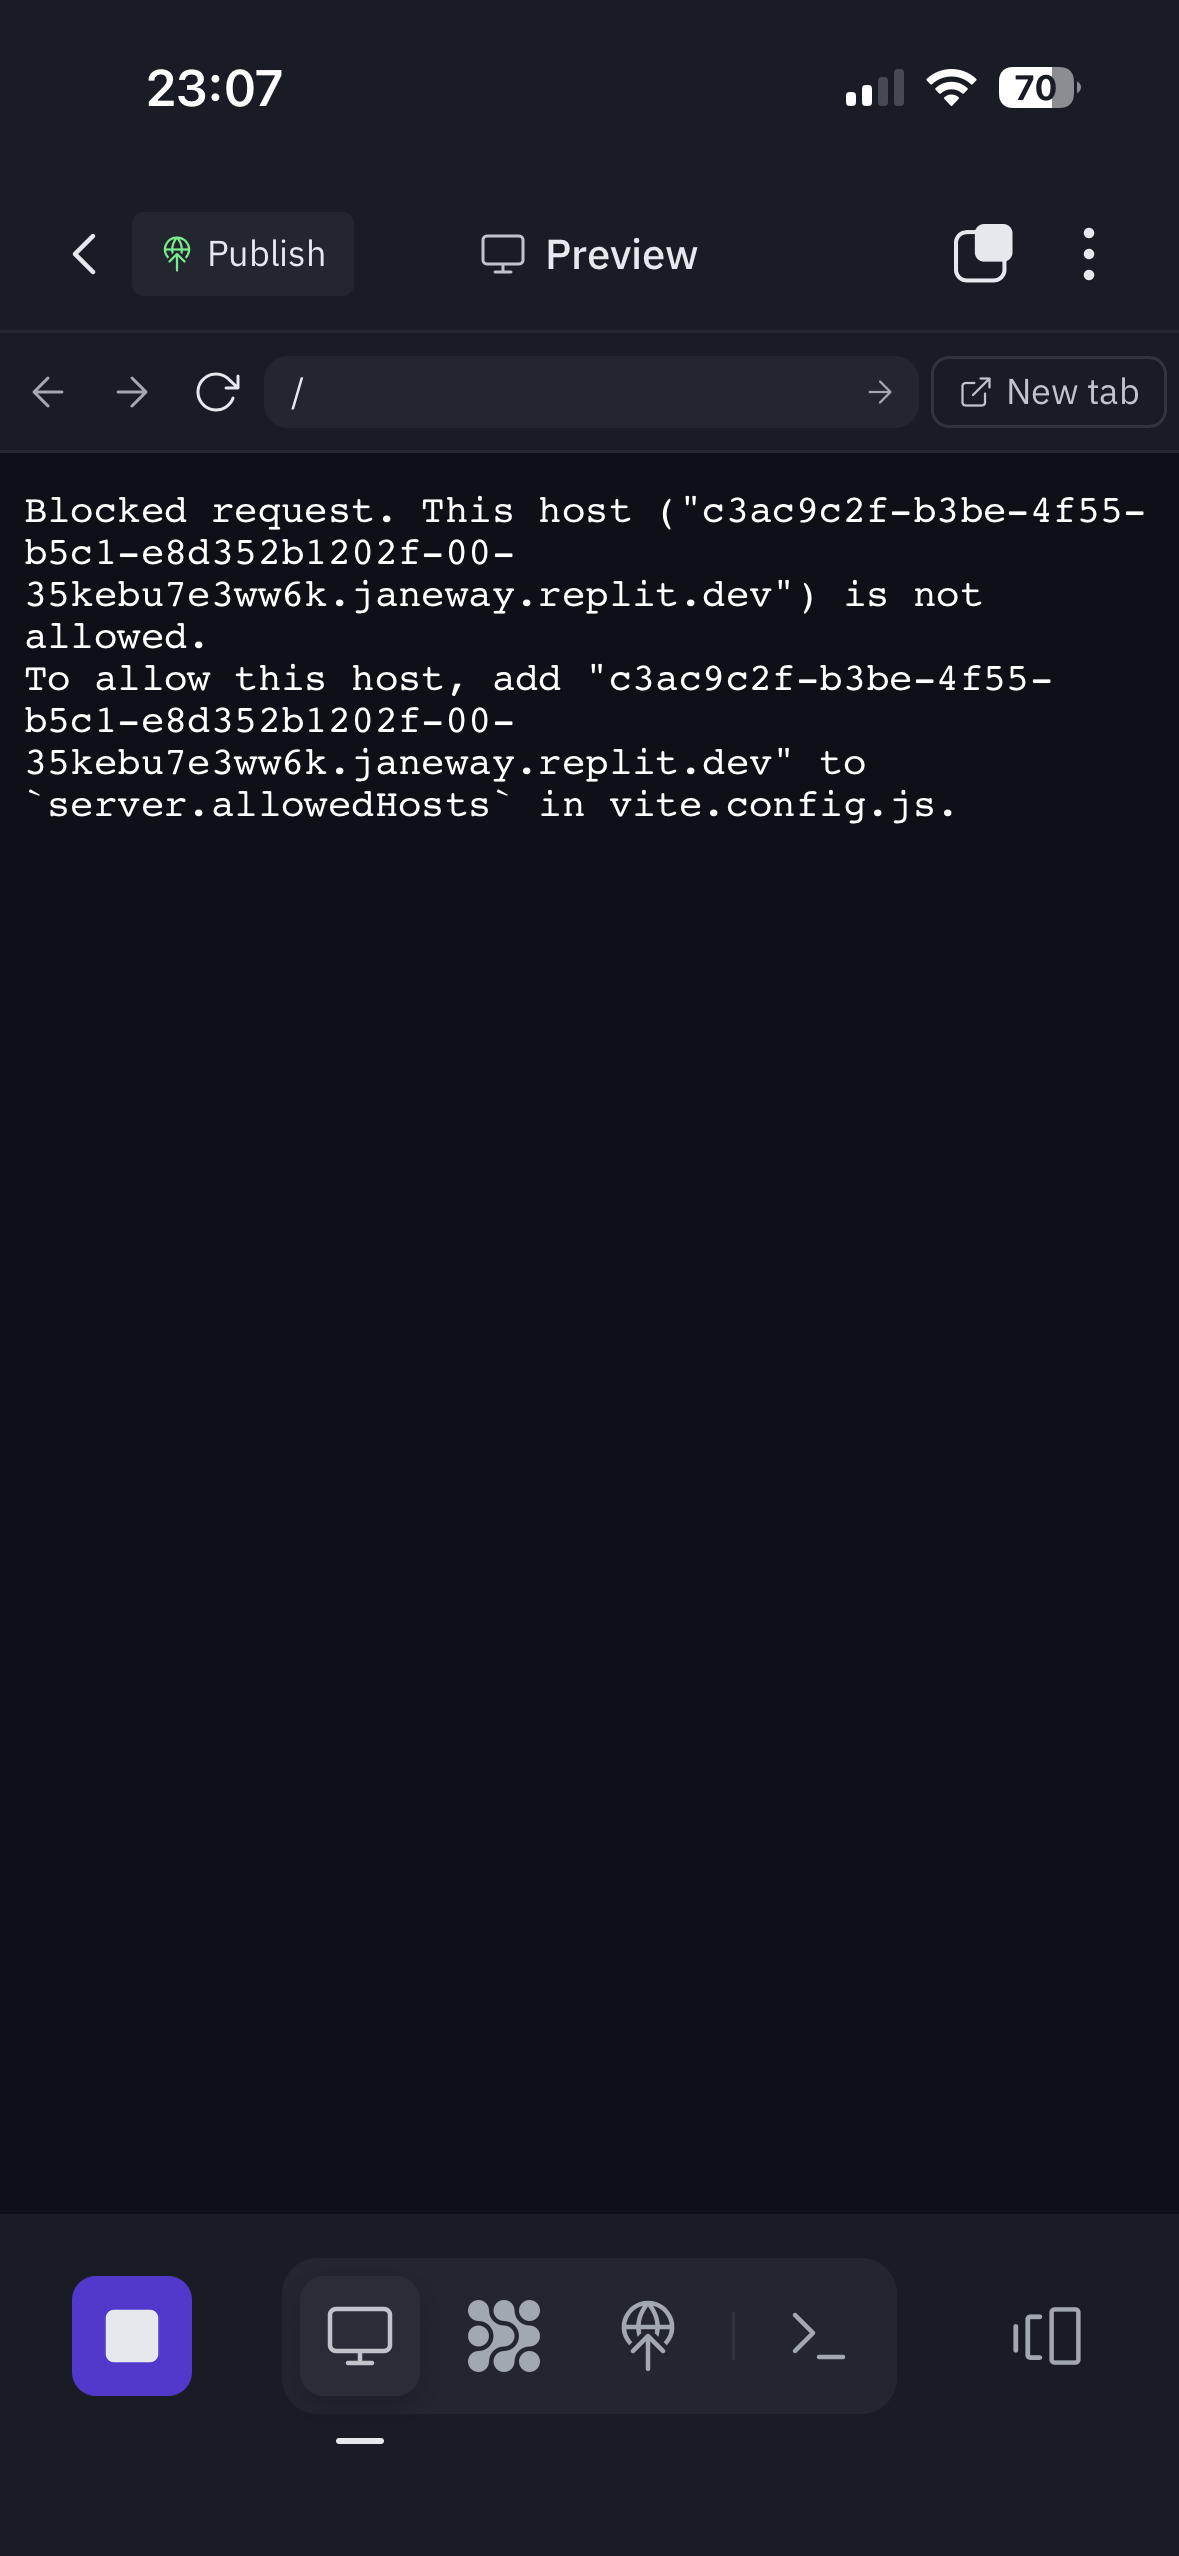 23:07
70
Publish
Preview
/
New tab
Blocked request. This host ("c3ac9c2f-b3be-4f55-
b5c1-e8d352b1202f-00-
35kebu7e3ww6k.janeway.replit.dev") is not
allowed.
To allow this host, add "c3ac9c2f-b3be-4f55-
b5c1-e8d352b1202f-00-
35kebu7e3ww6k.janeway.replit.dev" to
`server.allowedHosts` in vite.config.js.